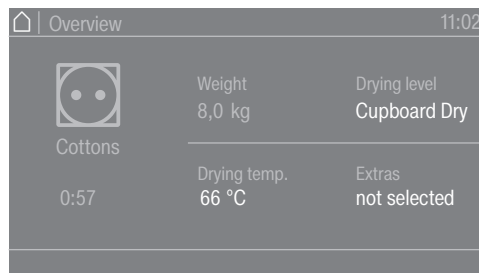 Overview 11:02
Weight
8,0 kg
Drying level
Cupboard Dry
Cottons
0:57
Drying temp.
66 °C
Extras
not selected